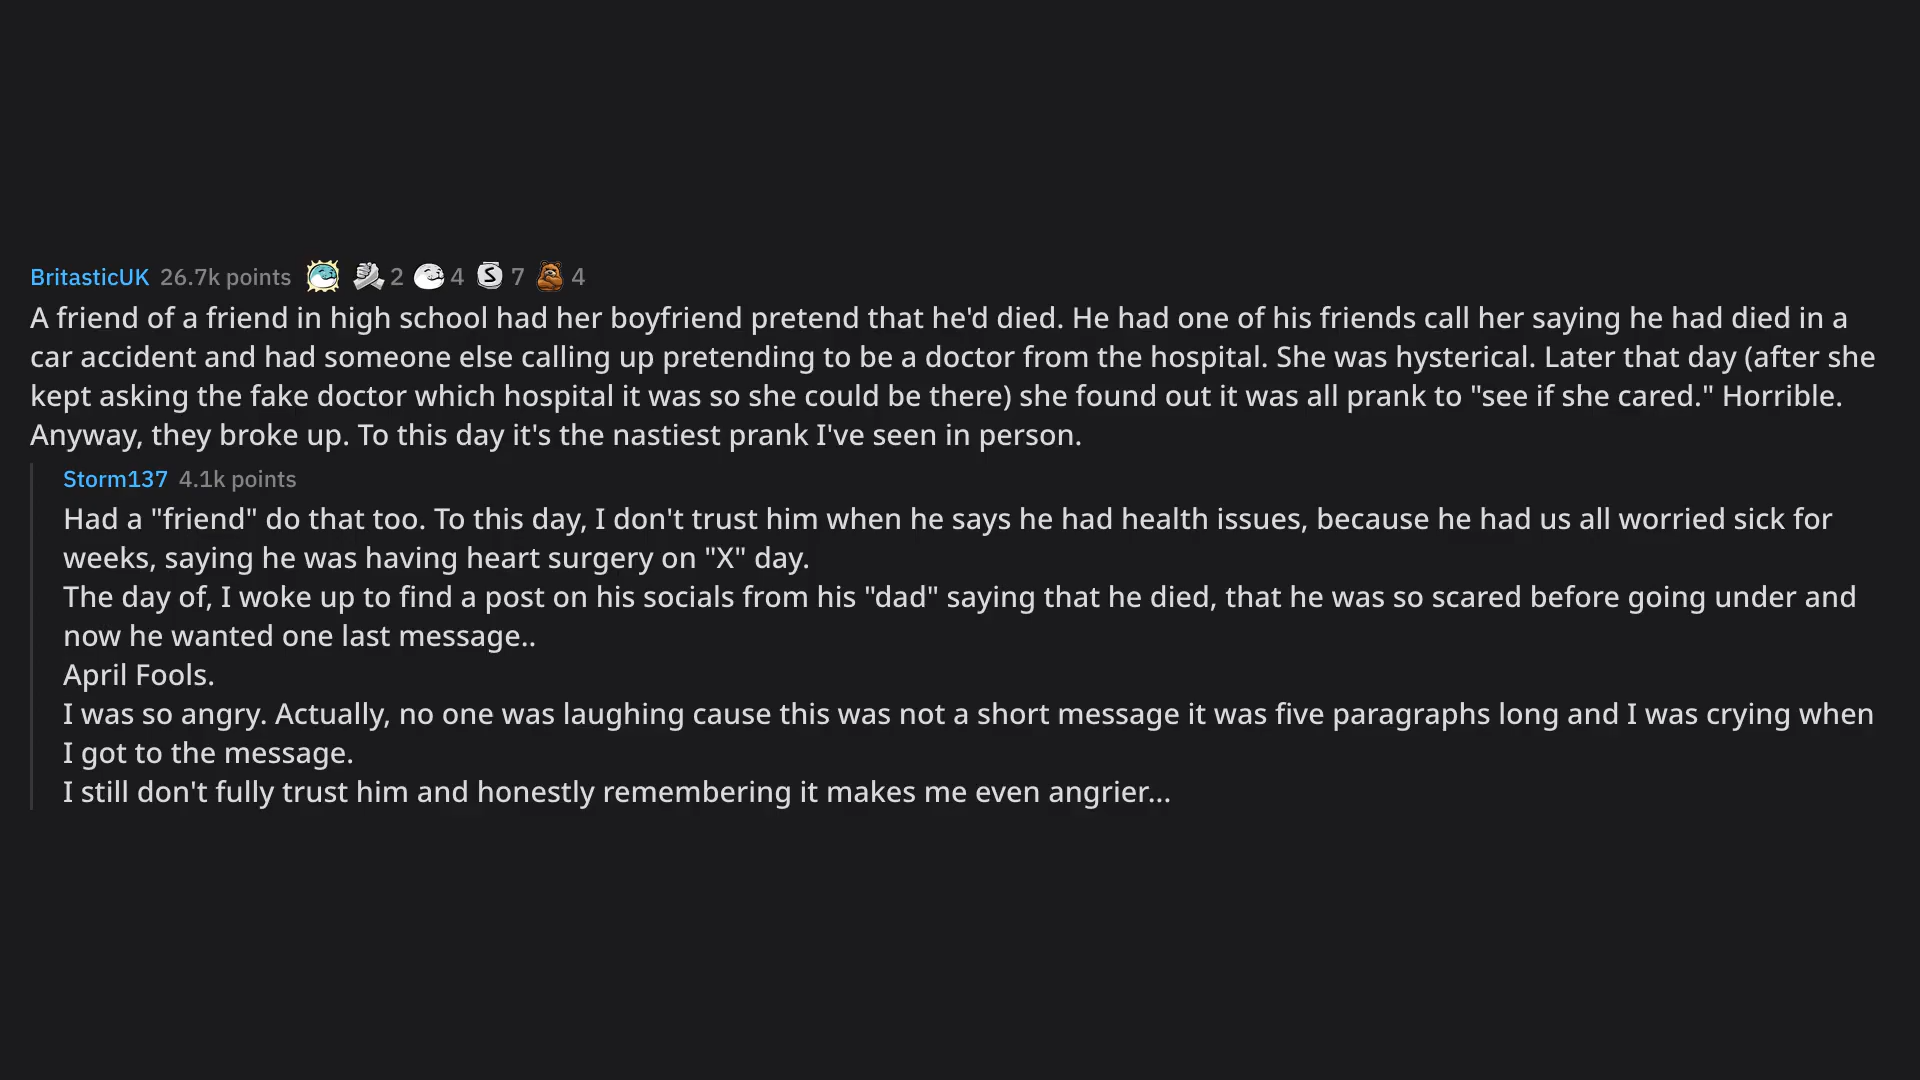 BritasticUK 26.7k points 2 4 7 4
A friend of a friend in high school had her boyfriend pretend that he'd died. He had one of his friends call her saying he had died in a
car accident and had someone else calling up pretending to be a doctor from the hospital. She was hysterical. Later that day (after she
kept asking the fake doctor which hospital it was so she could be there) she found out it was all prank to "see if she cared." Horrible.
Anyway, they broke up. To this day it's the nastiest prank I've seen in person.
Storm137 4.1k points
Had a "friend" do that too. To this day, I don't trust him when he says he had health issues, because he had us all worried sick for
weeks, saying he was having heart surgery on "X" day.
The day of, I woke up to find a post on his socials from his "dad" saying that he died, that he was so scared before going under and
now he wanted one last message..
April Fools.
I was so angry. Actually, no one was laughing cause this was not a short message it was five paragraphs long and I was crying when
I got to the message.
I still don't fully trust him and honestly remembering it makes me even angrier...